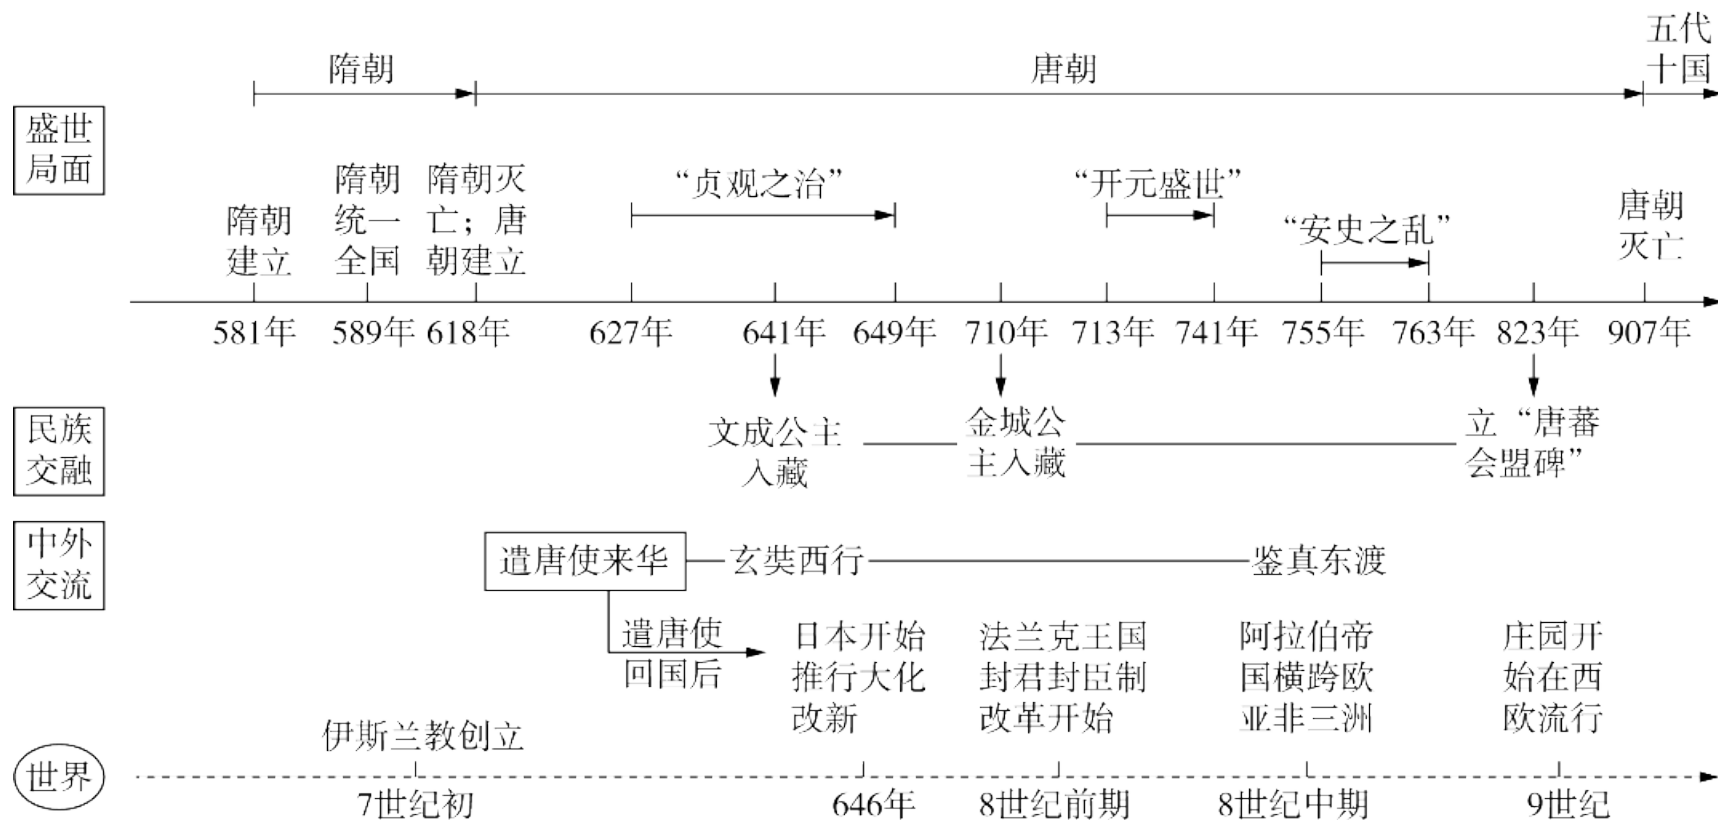 隋朝
唐朝
五代
十国
盛世
局面
隋朝
建立
隋朝
统一
全国
隋朝灭
亡；唐
朝建立
“贞观之治”
“开元盛世”
“安史之乱”
唐朝
灭亡
581年
589年
618年
627年
641年
649年
710年
713年
741年
755年
763年
823年
907年
民族
交融
文成公主
入藏
金城公
主入藏
立“唐蕃
会盟碑”
中外
交流
遣唐使来华
玄奘西行
鉴真东渡
遣唐使
回国后
日本开始
推行大化
改新
法兰克王国
封君封臣制
改革开始
阿拉伯帝
国横跨欧
亚非三洲
庄园开
始在西
欧流行
伊斯兰教创立
世界
7世纪初
646年
8世纪前期
8世纪中期
9世纪